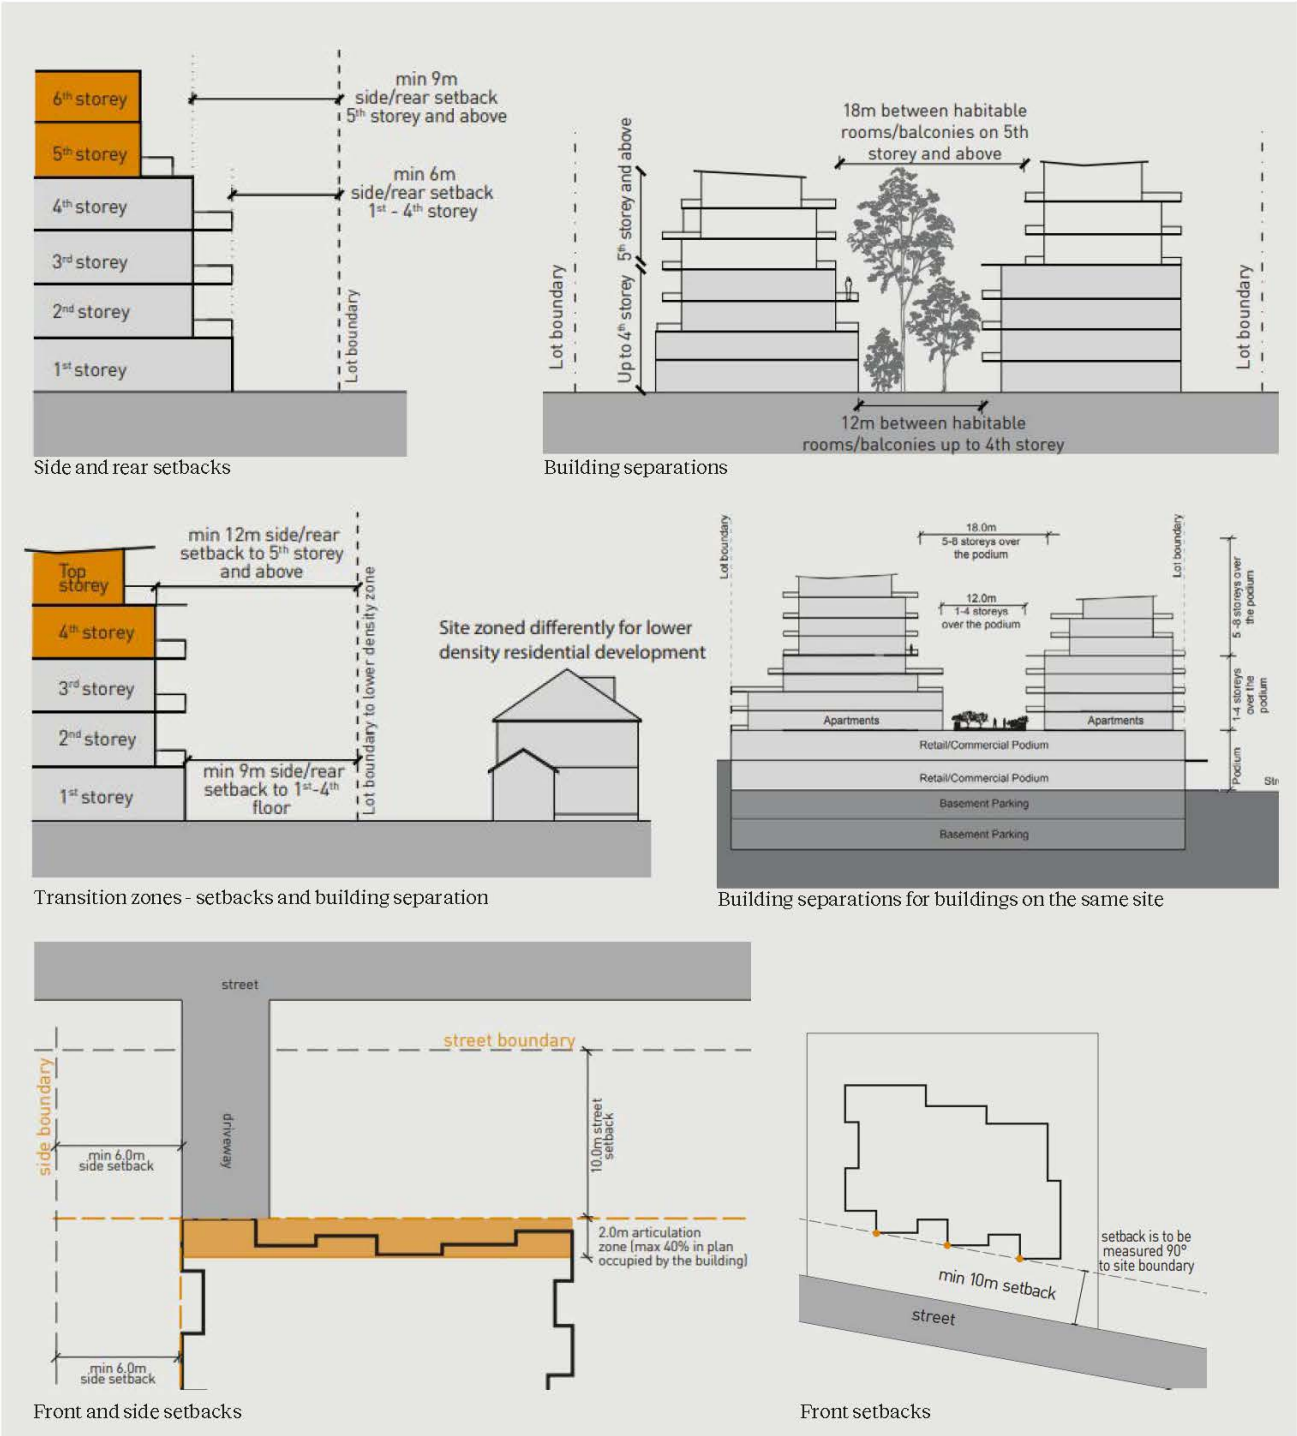 6th storey
5th storey
4th storey
3rd storey
2nd storey
1st storey
min 9m
side/rear setback
5th storey and above
min 6m
side/rear setback
1st - 4th storey
Lot boundary
Side and rear setbacks
Lot boundary
Up to 4th storey
5th storey and above
18m between habitable
rooms/balconies on 5th
storey and above
12m between habitable
rooms/balconies up to 4th storey
Lot boundary
Building separations
Top
storey
4th storey
3rd storey
2nd storey
1st storey
min 12m side/rear
setback to 5th storey
and above
min 9m side/rear
setback to 1st-4th
floor
Lot boundary to lower density zone
Site zoned differently for lower
density residential development
Transition zones - setbacks and building separation
Lot boundary
18.0m
5-8 storeys over
the podium
12.0m
1-4 storeys
over the podium
Lot boundary
5 -8 storeys over
the podium
1-4 storeys
over the
podium
Podium
Str
Apartments
Apartments
Retail/Commercial Podium
Retail/Commercial Podium
Basement Parking
Basement Parking
Building separations for buildings on the same site
street
street boundary
side boundary
driveway
min 6.0m
side setback
10.0m street
setback
2.0m articulation
zone (max 40% in plan
occupied by the building)
min 6.0m
side setback
Front and side setbacks
setback is to be
measured 90°
to site boundary
min 10m setback
street
Front setbacks